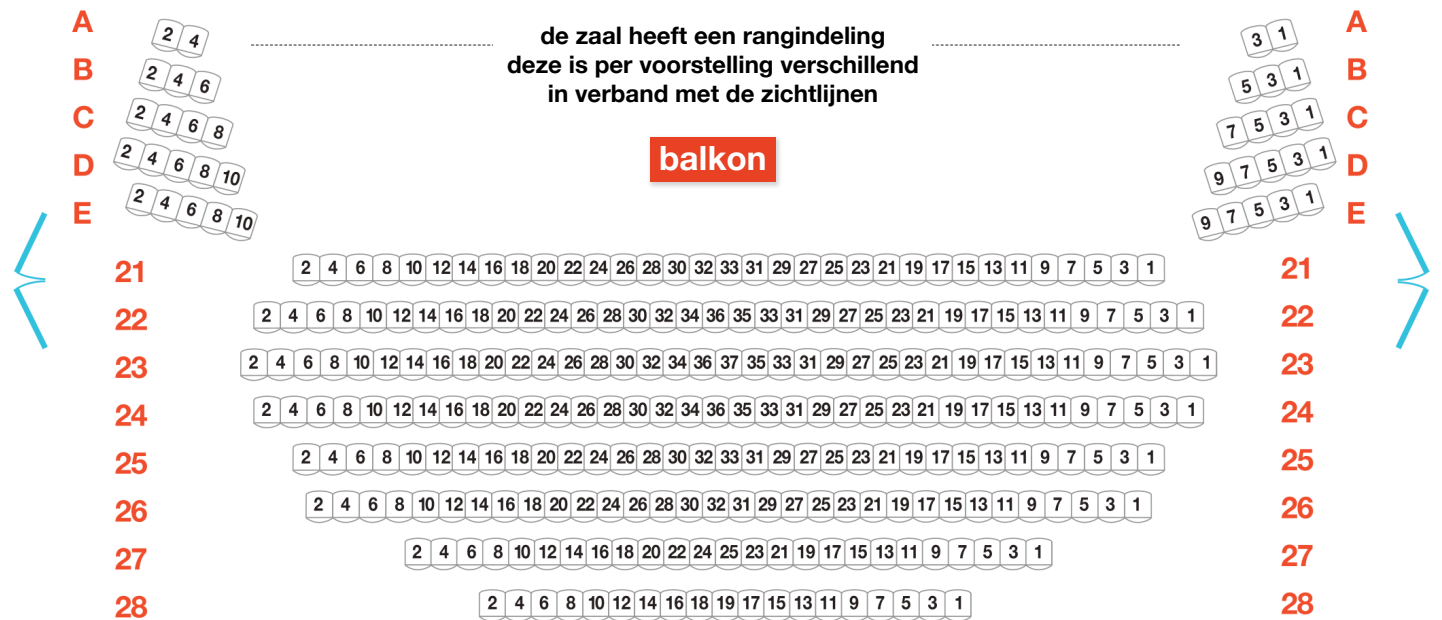 A 2 4 de zaal heeft een rangindeling 3 1 A
B 2 4 6 deze is per voorstelling verschillend 5 3 1 B
in verband met de zichtlijnen
C 2 4 6 8 7 5 3 1 C
balkon
D 2 4 6 8 10 9 7 5 3 1 D
E 2 4 6 8 10 9 7 5 3 1 E
21 2 4 6 8 10 12 14 16 18 20 22 24 26 28 30 32 33 31 29 27 25 23 21 19 17 15 13 11 9 7 5 3 1 21
22 2 4 6 8 10 12 14 16 18 20 22 24 26 28 30 32 34 36 35 33 31 29 27 25 23 21 19 17 15 13 11 9 7 5 3 1 22
23 2 4 6 8 10 12 14 16 18 20 22 24 26 28 30 32 34 36 37 35 33 31 29 27 25 23 21 19 17 15 13 11 9 7 5 3 1 23
24 2 4 6 8 10 12 14 16 18 20 22 24 26 28 30 32 34 36 35 33 31 29 27 25 23 21 19 17 15 13 11 9 7 5 3 1 24
25 2 4 6 8 10 12 14 16 18 20 22 24 26 28 30 32 33 31 29 27 25 23 21 19 17 15 13 11 9 7 5 3 1 25
26 2 4 6 8 10 12 14 16 18 20 22 24 26 28 30 32 31 29 27 25 23 21 19 17 15 13 11 9 7 5 3 1 26
27 2 4 6 8 10 12 14 16 18 20 22 24 25 23 21 19 17 15 13 11 9 7 5 3 1 27
28 2 4 6 8 10 12 14 16 18 19 17 15 13 11 9 7 5 3 1 28